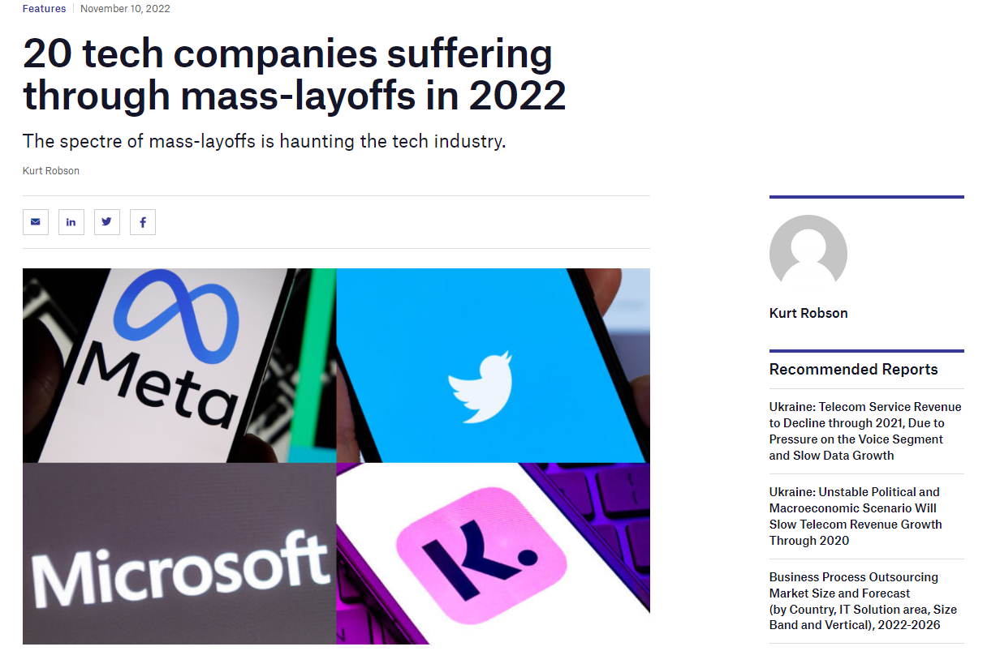 Features | November 10, 2022
20 tech companies suffering
through mass-layoffs in 2022
The spectre of mass-layoffs is haunting the tech industry.
Kurt Robson
in
f
Meta
Microsoft
K.
Kurt Robson
Recommended Reports
Ukraine: Telecom Service Revenue
to Decline through 2021, Due to
Pressure on the Voice Segment
and Slow Data Growth
Ukraine: Unstable Political and
Macroeconomic Scenario Will
Slow Telecom Revenue Growth
Through 2020
Business Process Outsourcing
Market Size and Forecast
(by Country, IT Solution area, Size
Band and Vertical), 2022-2026